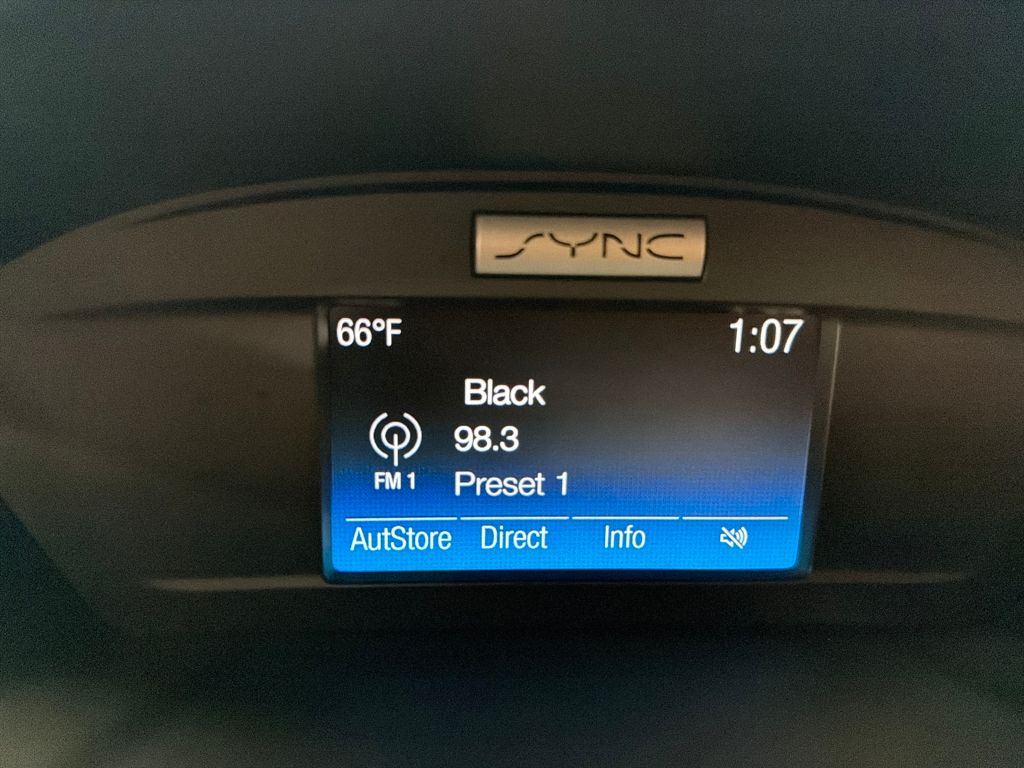 SYNC
66°F
1:07
Black
98.3
FM 1
Preset 1
AutStore Direct Info